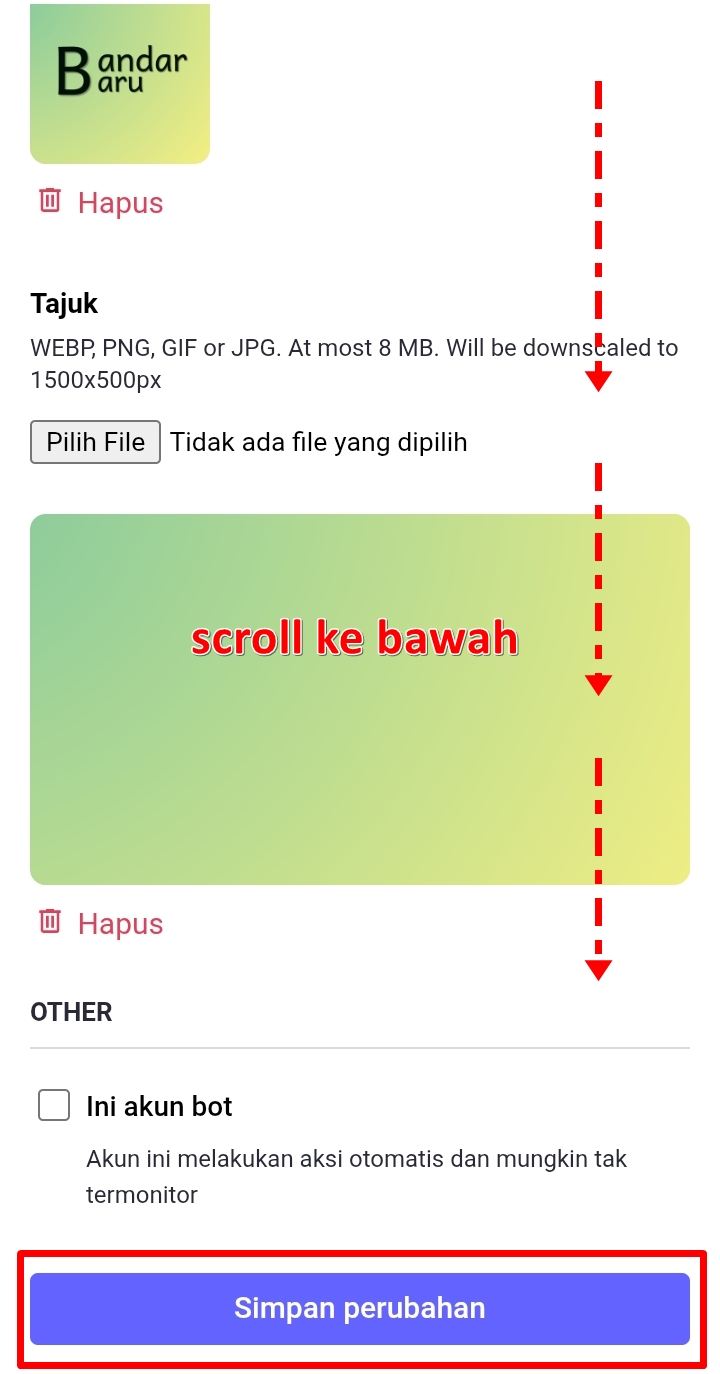 Bandar
Baru
Hapus
Tajuk
WEBP, PNG, GIF or JPG. At most 8 MB. Will be downscaled to
1500x500px
Pilih File Tidak ada file yang dipilih
scroll ke bawah
Hapus
OTHER
Ini akun bot
Akun ini melakukan aksi otomatis dan mungkin tak
termonitor
Simpan perubahan